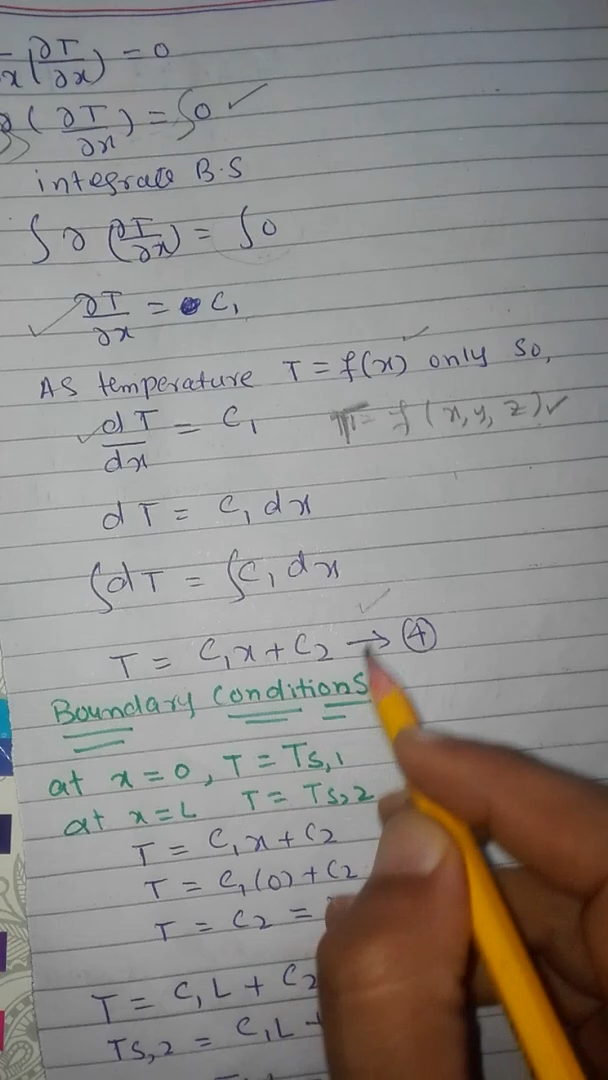 x(∂T/∂x) = 0
∂(∂T/∂x) = ∫0 ✓
integrate B.S
∫∂(∂T/∂x) = ∫0
✓ ∂T/∂x = C₁
AS temperature T = f(x) only so,
✓ dT/dx = C₁ T = f(x, y, z) ✓
dT = C₁ dx
∫dT = ∫C₁ dx
T = C₁x + C₂ → ④
Boundary Conditions
at x = 0, T = Ts,1
at x = L T = Ts,2
T = C₁x + C₂
T = C₁(0) + C₂
T = C₂ =
T = C₁L + C₂
Ts,2 = C₁L +